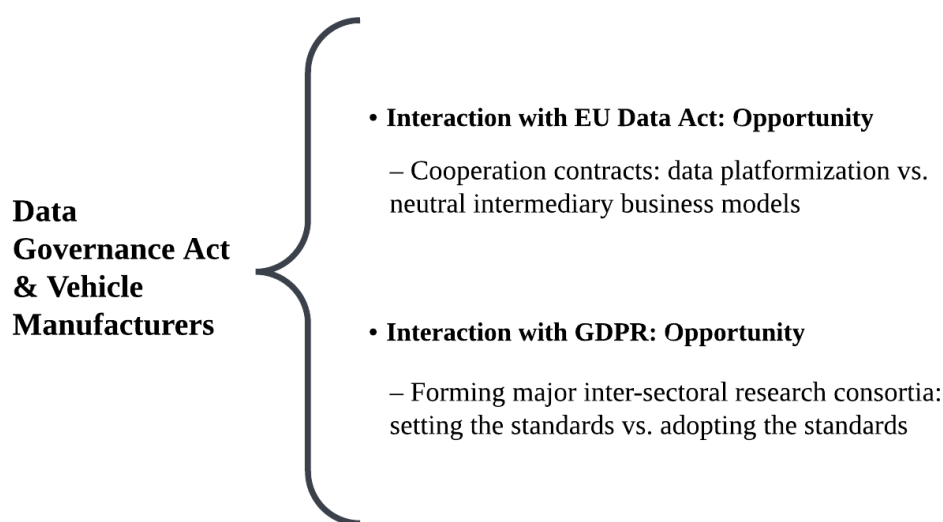 Data
Governance Act
& Vehicle
Manufacturers
• Interaction with EU Data Act: Opportunity
– Cooperation contracts: data platformization vs.
neutral intermediary business models
• Interaction with GDPR: Opportunity
– Forming major inter-sectoral research consortia:
setting the standards vs. adopting the standards